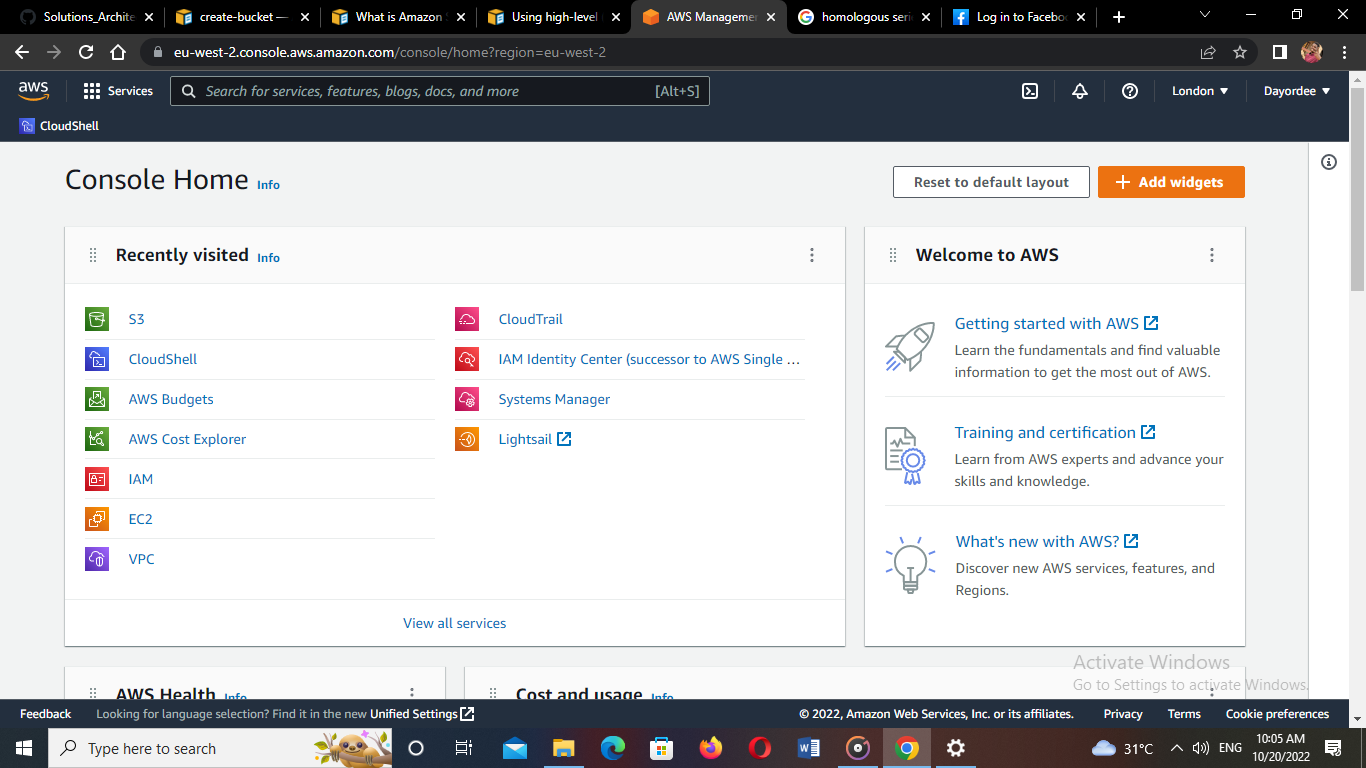 Solutions_Archite
create-bucket —
What is Amazon
Using high-level
AWS Managemen
homologous seri
Log in to Facebo
eu-west-2.console.aws.amazon.com/console/home?region=eu-west-2
aws
Services
Search for services, features, blogs, docs, and more
[Alt+S]
London
Dayordee
CloudShell
Console Home
Info
Reset to default layout
Add widgets
Recently visited
Info
S3
CloudShell
AWS Budgets
AWS Cost Explorer
IAM
EC2
VPC
CloudTrail
IAM Identity Center (successor to AWS Single ...
Systems Manager
Lightsail
View all services
Welcome to AWS
Getting started with AWS
Learn the fundamentals and find valuable
information to get the most out of AWS.
Training and certification
Learn from AWS experts and advance your
skills and knowledge.
What's new with AWS?
Discover new AWS services, features, and
Regions.
AWS Health
Info
Cost and usage
Info
Activate Windows
Go to Settings to activate Windows.
Feedback
Looking for language selection? Find it in the new Unified Settings
© 2022, Amazon Web Services, Inc. or its affiliates.
Privacy
Terms
Cookie preferences
Type here to search
31°C
ENG
10:05 AM
10/20/2022